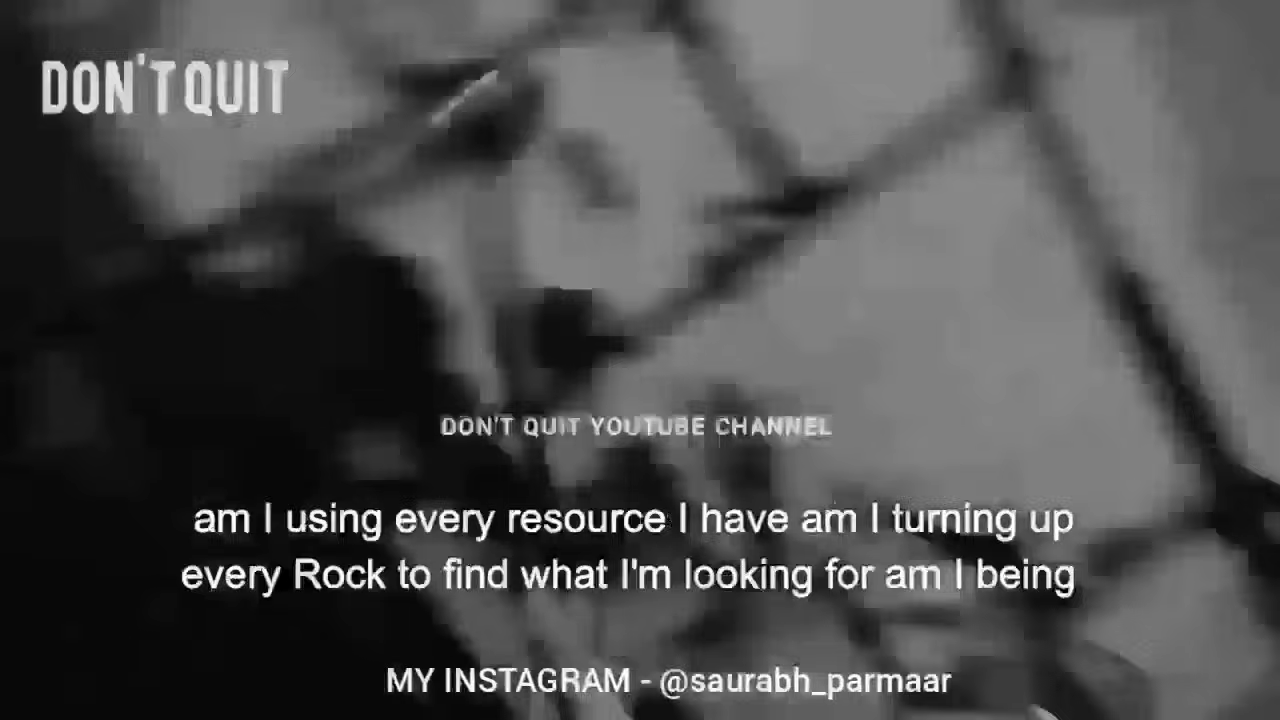 DON'T QUIT
DON'T QUIT YOUTUBE CHANNEL
am I using every resource I have am I turning up
every Rock to find what I'm looking for am I being
MY INSTAGRAM - @saurabh_parmaar